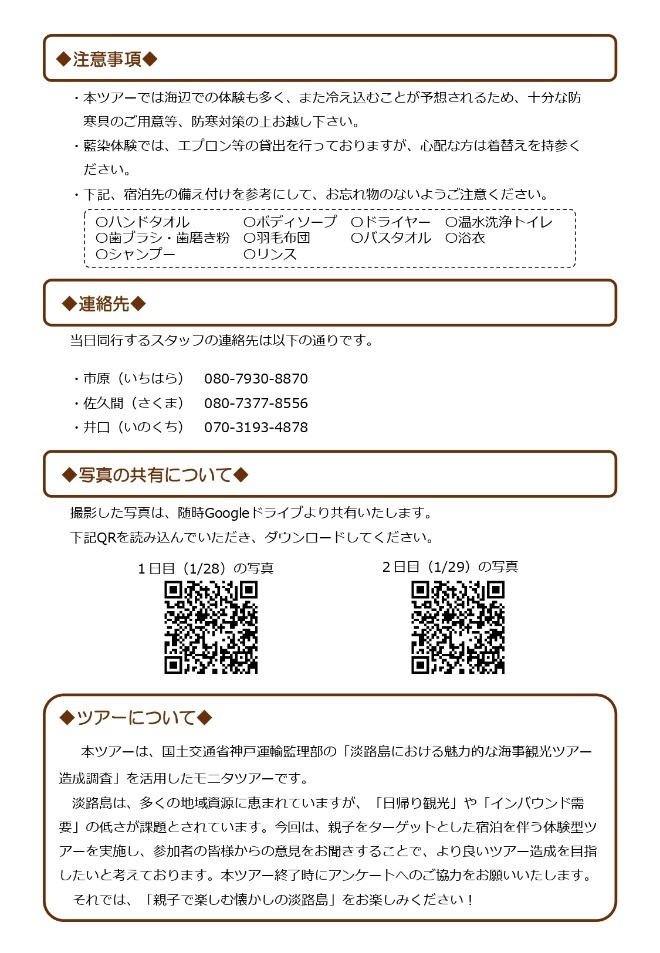 ◆注意事項◆
・本ツアーでは海辺での体験も多く、また冷え込むことが予想されるため、十分な防
寒具のご用意等、防寒対策の上お越し下さい。
・藍染体験では、エプロン等の貸出を行っておりますが、心配な方は着替えを持参く
ださい。
・下記、宿泊先の備え付けを参考にして、お忘れ物のないようご注意ください。
〇ハンドタオル 〇ボディソープ 〇ドライヤー 〇温水洗浄トイレ
〇歯ブラシ・歯磨き粉 〇羽毛布団 〇バスタオル 〇浴衣
〇シャンプー 〇リンス
◆連絡先◆
当日同行するスタッフの連絡先は以下の通りです。
・市原（いちはら） 080-7930-8870
・佐久間（さくま） 080-7377-8556
・井口（いのくち） 070-3193-4878
◆写真の共有について◆
撮影した写真は、随時Googleドライブより共有いたします。
下記QRを読み込んでいただき、ダウンロードしてください。
１日目（1/28）の写真 ２日目（1/29）の写真
◆ツアーについて◆
本ツアーは、国土交通省神戸運輸監理部の「淡路島における魅力的な海事観光ツアー
造成調査」を活用したモニタツアーです。
淡路島は、多くの地域資源に恵まれていますが、「日帰り観光」や「インバウンド需
要」の低さが課題とされています。今回は、親子をターゲットとした宿泊を伴う体験型ツ
アーを実施し、参加者の皆様からの意見をお聞きすることで、より良いツアー造成を目指
したいと考えております。本ツアー終了時にアンケートへのご協力をお願いいたします。
それでは、「親子で楽しむ懐かしの淡路島」をお楽しみください！